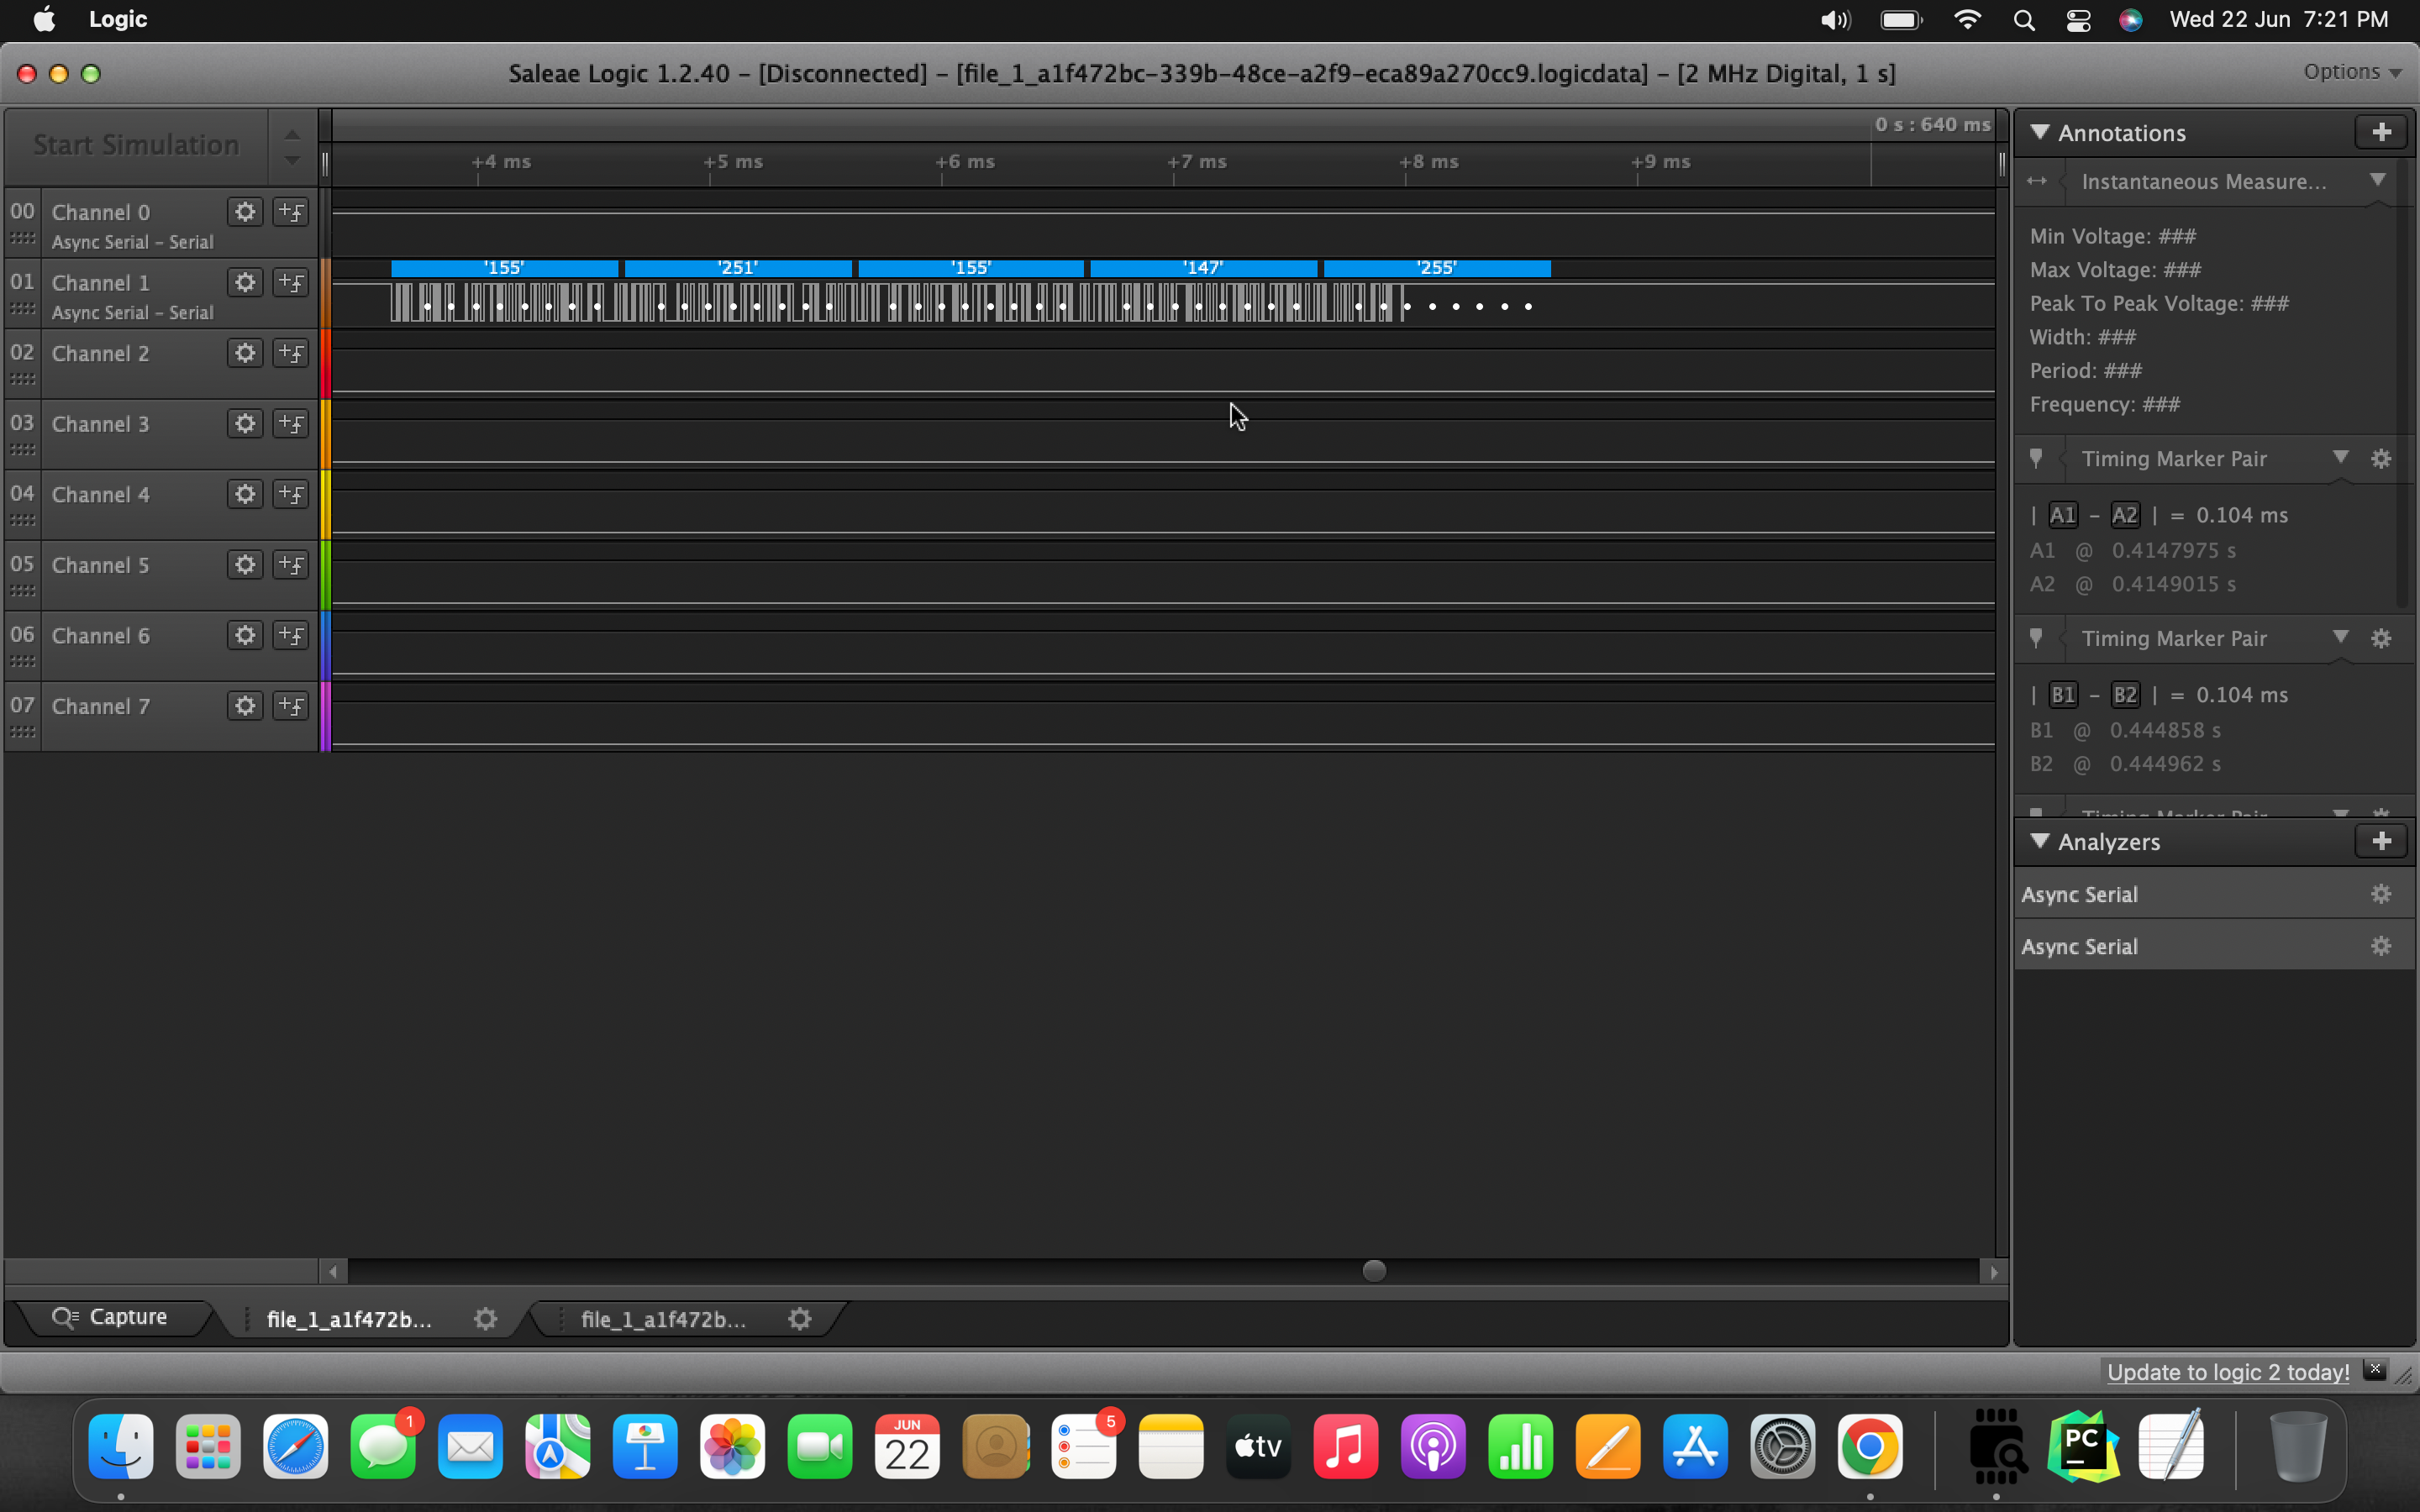 Logic
Wed 22 Jun 7:21 PM
Saleae Logic 1.2.40 – [Disconnected] – [file_1_a1f472bc-339b-48ce-a2f9-eca89a270cc9.logicdata] – [2 MHz Digital, 1 s]
Options
Start Simulation
0 s : 640 ms
+4 ms +5 ms +6 ms +7 ms +8 ms +9 ms
00 Channel 0
Async Serial – Serial
'155' '251' '155' '147' '255'
01 Channel 1
Async Serial – Serial
02 Channel 2
03 Channel 3
04 Channel 4
05 Channel 5
06 Channel 6
07 Channel 7
Annotations
Instantaneous Measure...
Min Voltage: ###
Max Voltage: ###
Peak To Peak Voltage: ###
Width: ###
Period: ###
Frequency: ###
Timing Marker Pair
| A1 – A2 | = 0.104 ms
A1 @ 0.4147975 s
A2 @ 0.4149015 s
Timing Marker Pair
| B1 – B2 | = 0.104 ms
B1 @ 0.444858 s
B2 @ 0.444962 s
Timing Marker Pair
Analyzers
Async Serial
Async Serial
Capture
file_1_a1f472b...
file_1_a1f472b...
Update to logic 2 today!
1
JUN
22
5
tv
PC